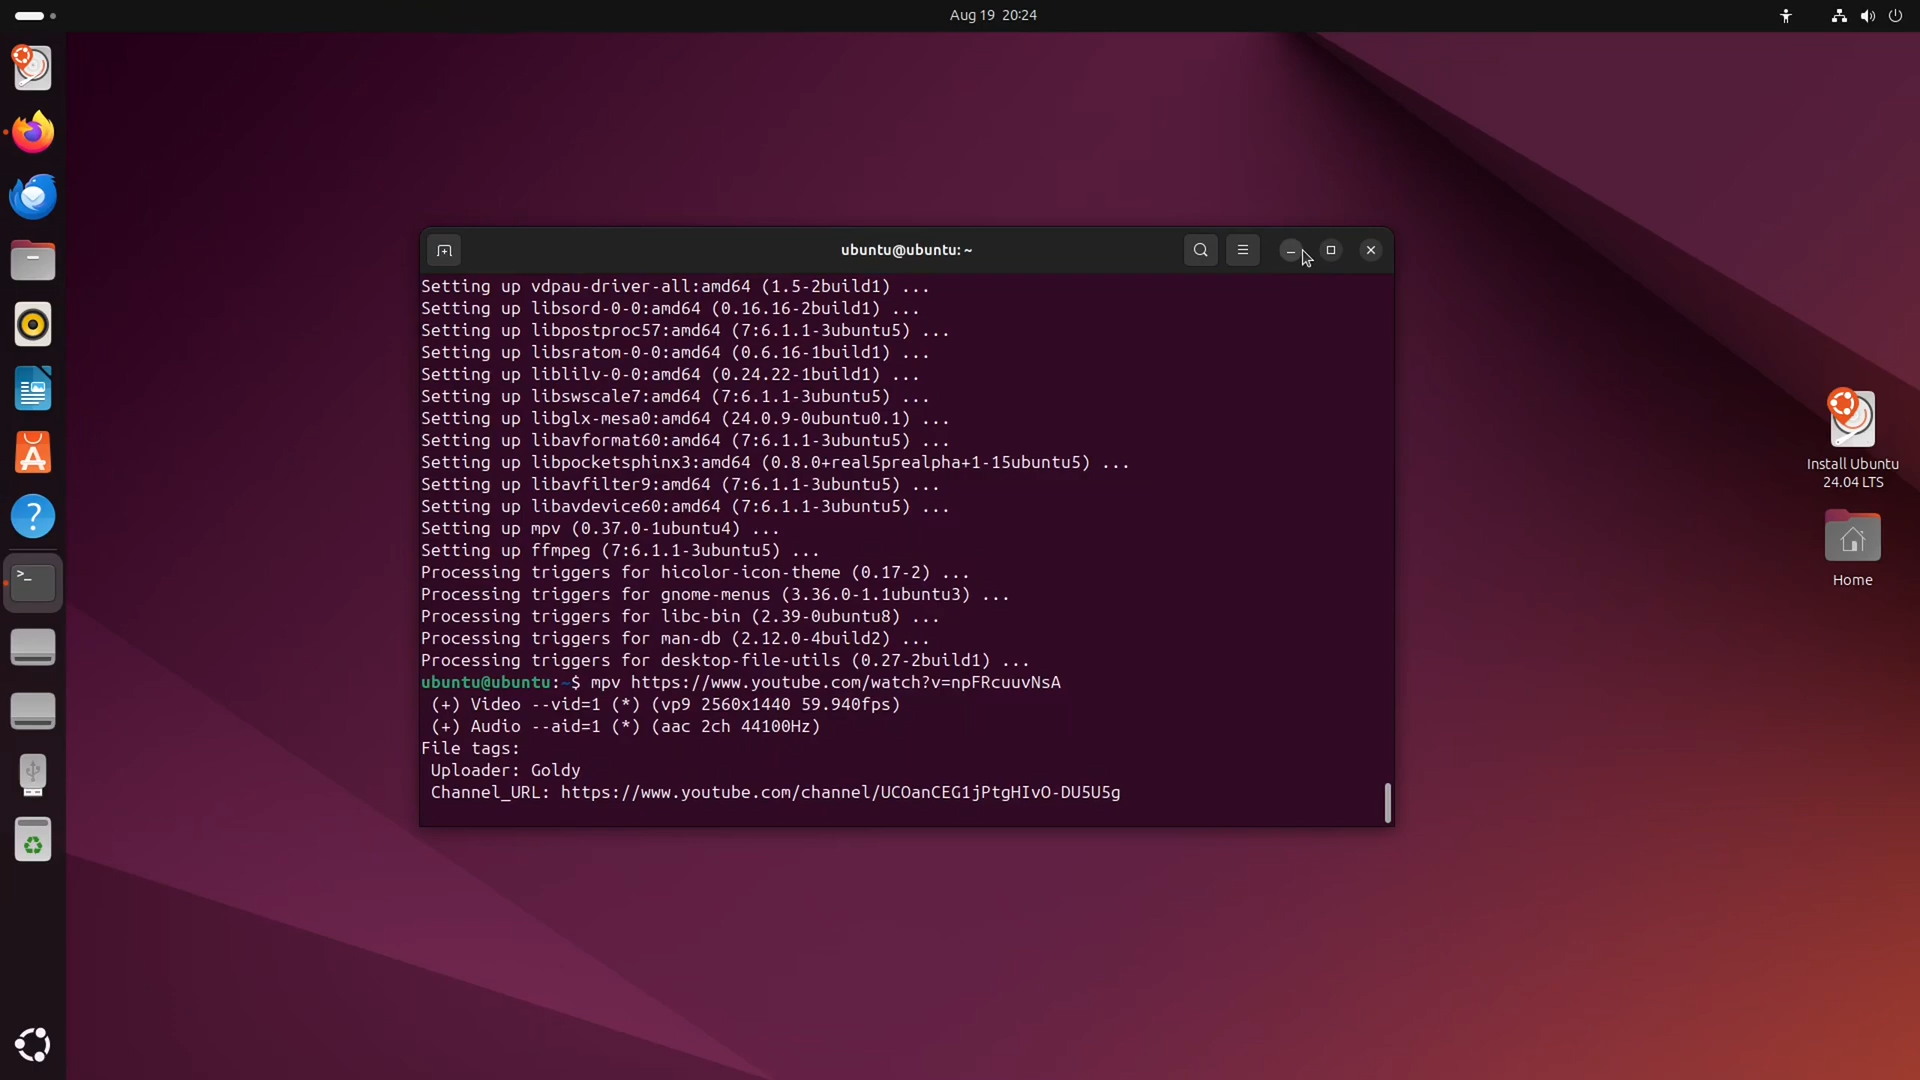 Aug 19 20:24
ubuntu@ubuntu: ~
Setting up vdpau-driver-all:amd64 (1.5-2build1) ...
Setting up libsord-0-0:amd64 (0.16.16-2build1) ...
Setting up libpostproc57:amd64 (7:6.1.1-3ubuntu5) ...
Setting up libsratom-0-0:amd64 (0.6.16-1build1) ...
Setting up liblilv-0-0:amd64 (0.24.22-1build1) ...
Setting up libswscale7:amd64 (7:6.1.1-3ubuntu5) ...
Setting up libglx-mesa0:amd64 (24.0.9-0ubuntu0.1) ...
Setting up libavformat60:amd64 (7:6.1.1-3ubuntu5) ...
Setting up libpocketsphinx3:amd64 (0.8.0+real5prealpha+1-15ubuntu5) ...
Setting up libavfilter9:amd64 (7:6.1.1-3ubuntu5) ...
Setting up libavdevice60:amd64 (7:6.1.1-3ubuntu5) ...
Setting up mpv (0.37.0-1ubuntu4) ...
Setting up ffmpeg (7:6.1.1-3ubuntu5) ...
Processing triggers for hicolor-icon-theme (0.17-2) ...
Processing triggers for gnome-menus (3.36.0-1.1ubuntu3) ...
Processing triggers for libc-bin (2.39-0ubuntu8) ...
Processing triggers for man-db (2.12.0-4build2) ...
Processing triggers for desktop-file-utils (0.27-2build1) ...
ubuntu@ubuntu:~$ mpv https://www.youtube.com/watch?v=npFRcuuvNsA
(+) Video --vid=1 (*) (vp9 2560x1440 59.940fps)
(+) Audio --aid=1 (*) (aac 2ch 44100Hz)
File tags:
Uploader: Goldy
Channel_URL: https://www.youtube.com/channel/UCOanCEG1jPtgHIvO-DU5U5g
Install Ubuntu
24.04 LTS
Home